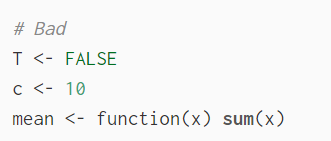 # Bad
T <- FALSE
c <- 10
mean <- function(x) sum(x)